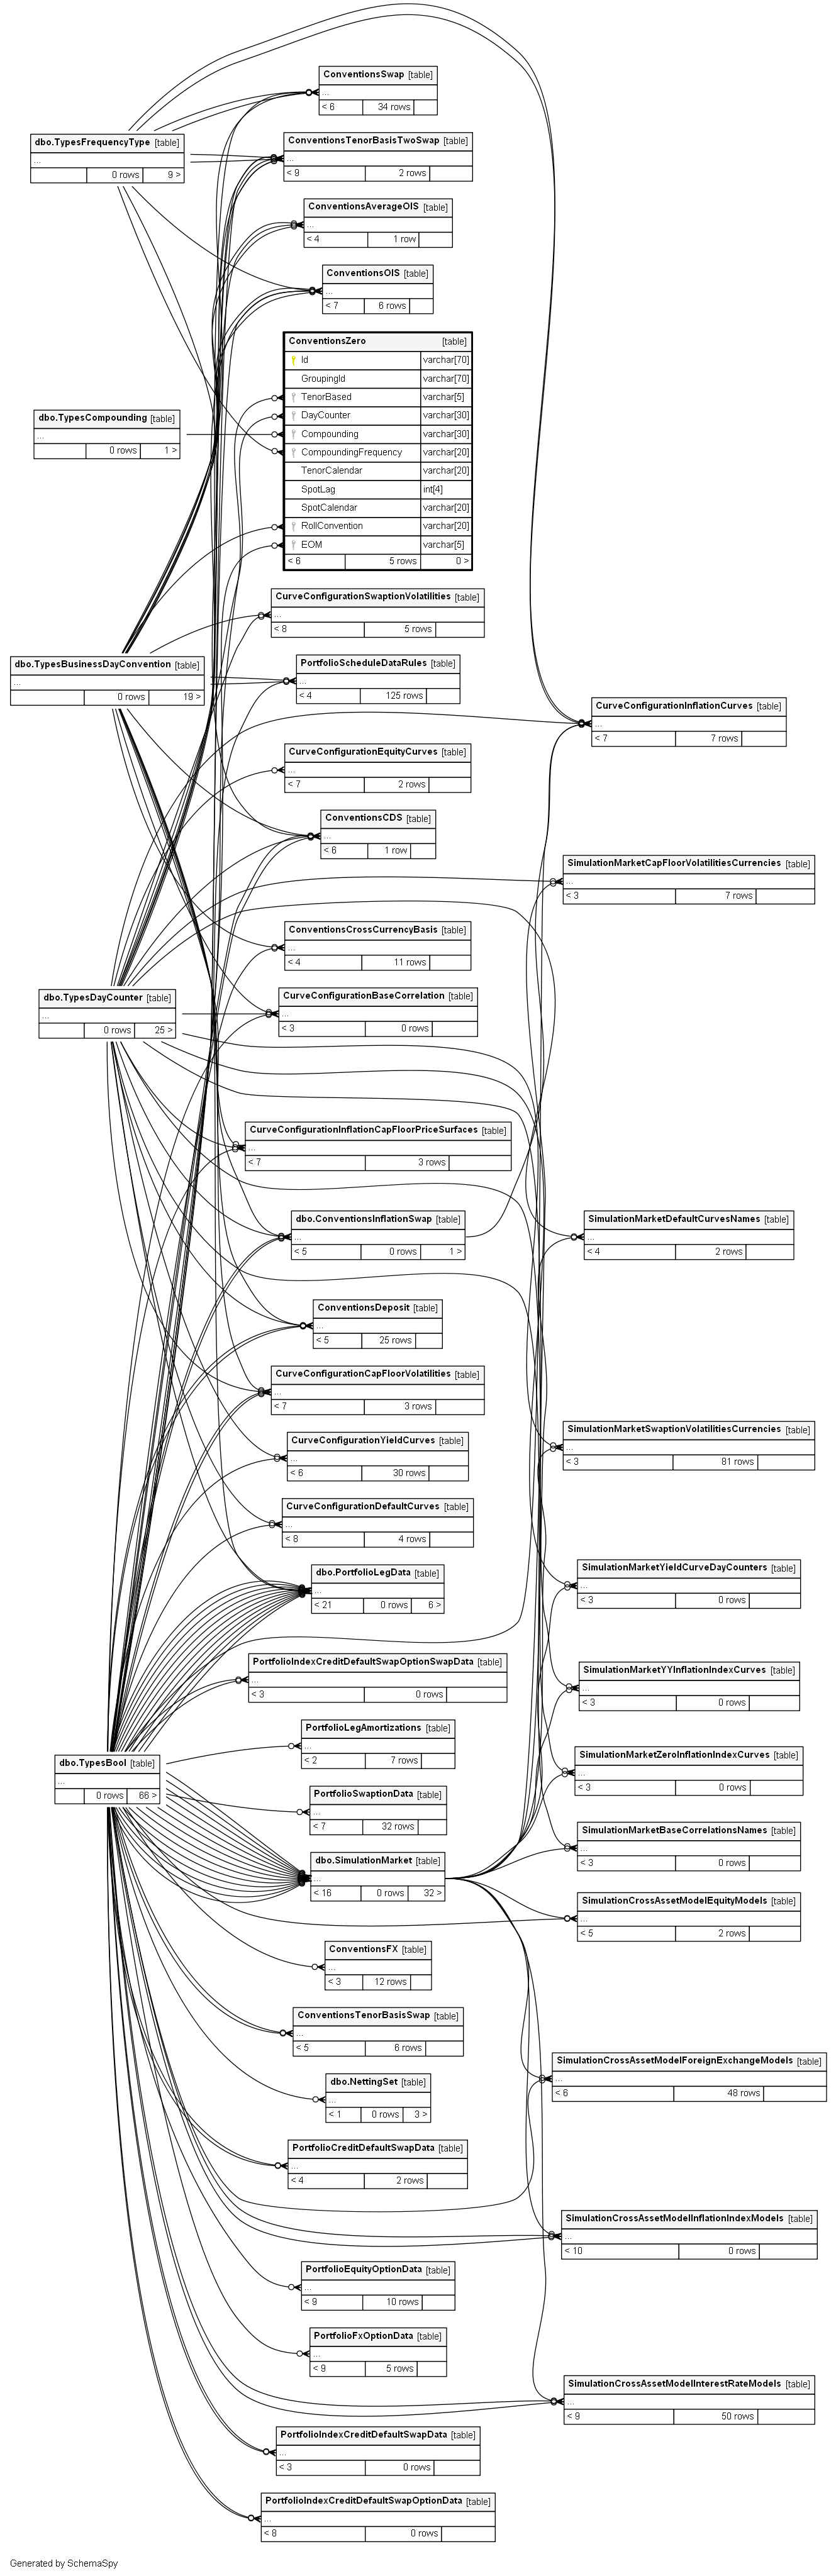 ConventionsSwap [table]
...
< 6 34 rows
dbo.TypesFrequencyType [table]
...
0 rows 9 >
ConventionsTenorBasisTwoSwap [table]
...
< 9 2 rows
ConventionsAverageOIS [table]
...
< 4 1 row
ConventionsOIS [table]
...
< 7 6 rows
ConventionsZero [table]
Id varchar[70]
GroupingId varchar[70]
TenorBased varchar[5]
DayCounter varchar[30]
Compounding varchar[30]
CompoundingFrequency varchar[20]
TenorCalendar varchar[20]
SpotLag int[4]
SpotCalendar varchar[20]
RollConvention varchar[20]
EOM varchar[5]
< 6 5 rows 0 >
dbo.TypesCompounding [table]
...
0 rows 1 >
CurveConfigurationSwaptionVolatilities [table]
...
< 8 5 rows
dbo.TypesBusinessDayConvention [table]
...
0 rows 19 >
PortfolioScheduleDataRules [table]
...
< 4 125 rows
CurveConfigurationInflationCurves [table]
...
< 7 7 rows
CurveConfigurationEquityCurves [table]
...
< 7 2 rows
ConventionsCDS [table]
...
< 6 1 row
SimulationMarketCapFloorVolatilitiesCurrencies [table]
...
< 3 7 rows
ConventionsCrossCurrencyBasis [table]
...
< 4 11 rows
dbo.TypesDayCounter [table]
...
0 rows 25 >
CurveConfigurationBaseCorrelation [table]
...
< 3 0 rows
CurveConfigurationInflationCapFloorPriceSurfaces [table]
...
< 7 3 rows
dbo.ConventionsInflationSwap [table]
...
< 5 0 rows 1 >
SimulationMarketDefaultCurvesNames [table]
...
< 4 2 rows
ConventionsDeposit [table]
...
< 5 25 rows
CurveConfigurationCapFloorVolatilities [table]
...
< 7 3 rows
CurveConfigurationYieldCurves [table]
...
< 6 30 rows
SimulationMarketSwaptionVolatilitiesCurrencies [table]
...
< 3 81 rows
CurveConfigurationDefaultCurves [table]
...
< 8 4 rows
dbo.PortfolioLegData [table]
...
< 21 0 rows 6 >
SimulationMarketYieldCurveDayCounters [table]
...
< 3 0 rows
PortfolioIndexCreditDefaultSwapOptionSwapData [table]
...
< 3 0 rows
SimulationMarketYYInflationIndexCurves [table]
...
< 3 0 rows
PortfolioLegAmortizations [table]
...
< 2 7 rows
dbo.TypesBool [table]
...
0 rows 66 >
SimulationMarketZeroInflationIndexCurves [table]
...
< 3 0 rows
PortfolioSwaptionData [table]
...
< 7 32 rows
SimulationMarketBaseCorrelationsNames [table]
...
< 3 0 rows
dbo.SimulationMarket [table]
...
< 16 0 rows 32 >
SimulationCrossAssetModelEquityModels [table]
...
< 5 2 rows
ConventionsFX [table]
...
< 3 12 rows
ConventionsTenorBasisSwap [table]
...
< 5 6 rows
SimulationCrossAssetModelForeignExchangeModels [table]
...
< 6 48 rows
dbo.NettingSet [table]
...
< 1 0 rows 3 >
PortfolioCreditDefaultSwapData [table]
...
< 4 2 rows
SimulationCrossAssetModelInflationIndexModels [table]
...
< 10 0 rows
PortfolioEquityOptionData [table]
...
< 9 10 rows
PortfolioFxOptionData [table]
...
< 9 5 rows
SimulationCrossAssetModelInterestRateModels [table]
...
< 9 50 rows
PortfolioIndexCreditDefaultSwapData [table]
...
< 3 0 rows
PortfolioIndexCreditDefaultSwapOptionData [table]
...
< 8 0 rows
Generated by SchemaSpy